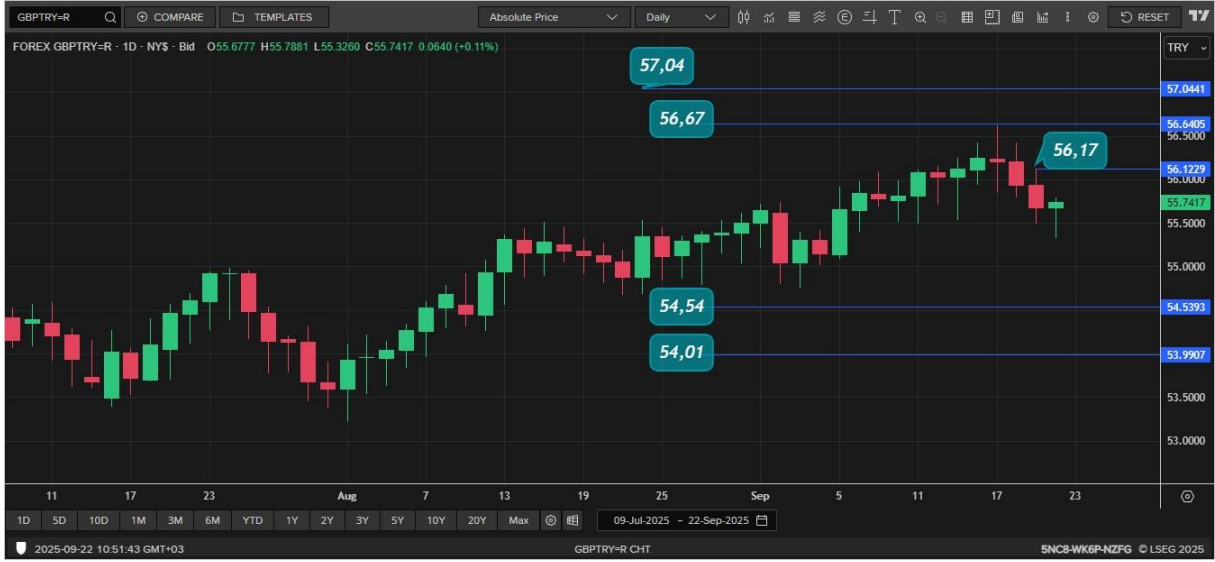 GBPTRY=R COMPARE TEMPLATES Absolute Price Daily RESET
FOREX GBPTRY=R · 1D · NY$ · Bid O55.6777 H55.7881 L55.3260 C55.7417 0.0640 (+0.11%)
TRY
57,04
57.0441
56,67
56.6405
56.5000
56,17
56.1229
56.0000
55.7417
55.5000
55.0000
54,54
54.5393
54,01
53.9907
53.5000
53.0000
11 17 23 Aug 7 13 19 25 Sep 5 11 17 23
1D 5D 10D 1M 3M 6M YTD 1Y 2Y 3Y 5Y 10Y 20Y Max 09-Jul-2025 - 22-Sep-2025
2025-09-22 10:51:43 GMT+03 GBPTRY=R CHT 5NC8-WK6P-NZFG © LSEG 2025